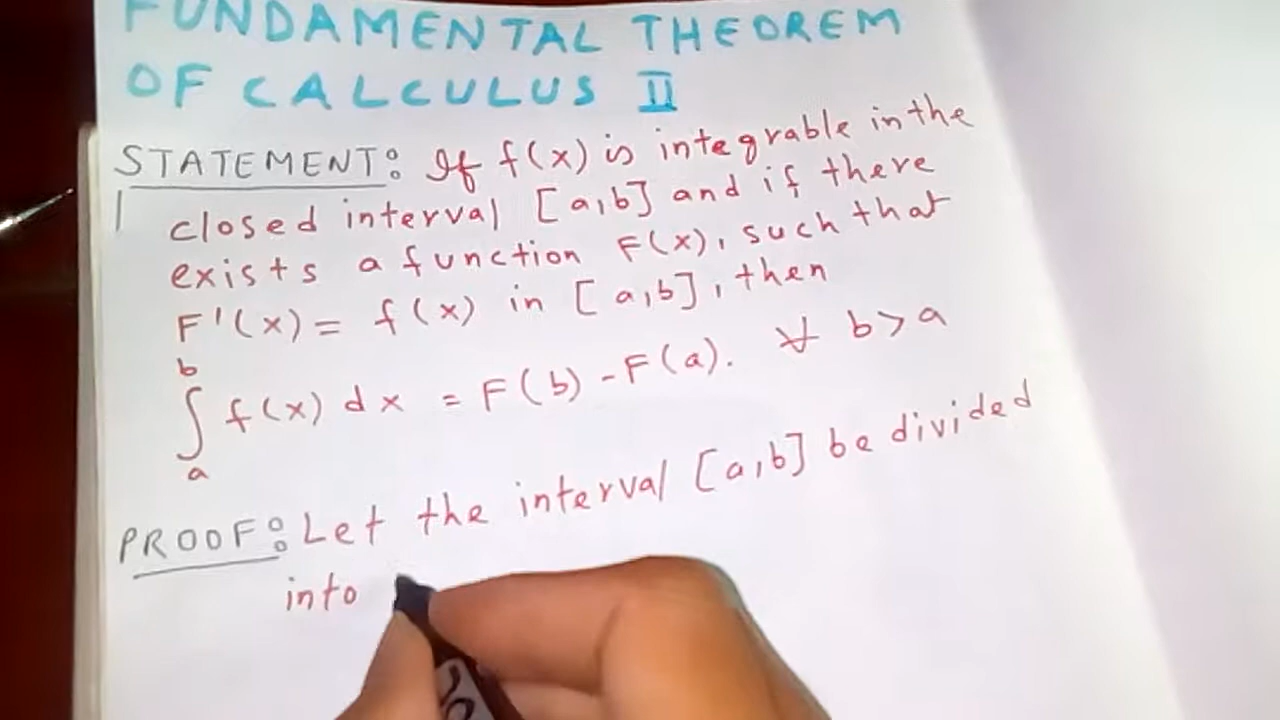 FUNDAMENTAL THEOREM
OF CALCULUS II
STATEMENT: If f(x) is integrable in the
closed interval [a,b] and if there
exists a function F(x), such that
F'(x) = f(x) in [a,b], then
∫ₐᵇ f(x) dx = F(b) - F(a). ∀ b > a
PROOF: Let the interval [a,b] be divided
into